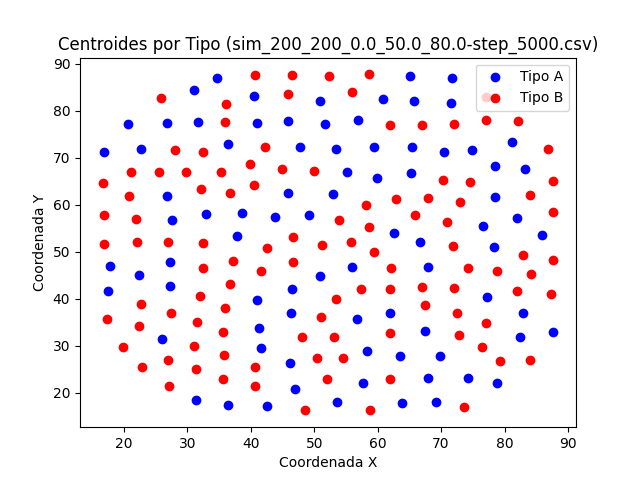 Centroides por Tipo (sim_200_200_0.0_50.0_80.0-step_5000.csv)
90
80
70
60
50
40
30
20
Coordenada Y
Tipo A
Tipo B
20 30 40 50 60 70 80 90
Coordenada X